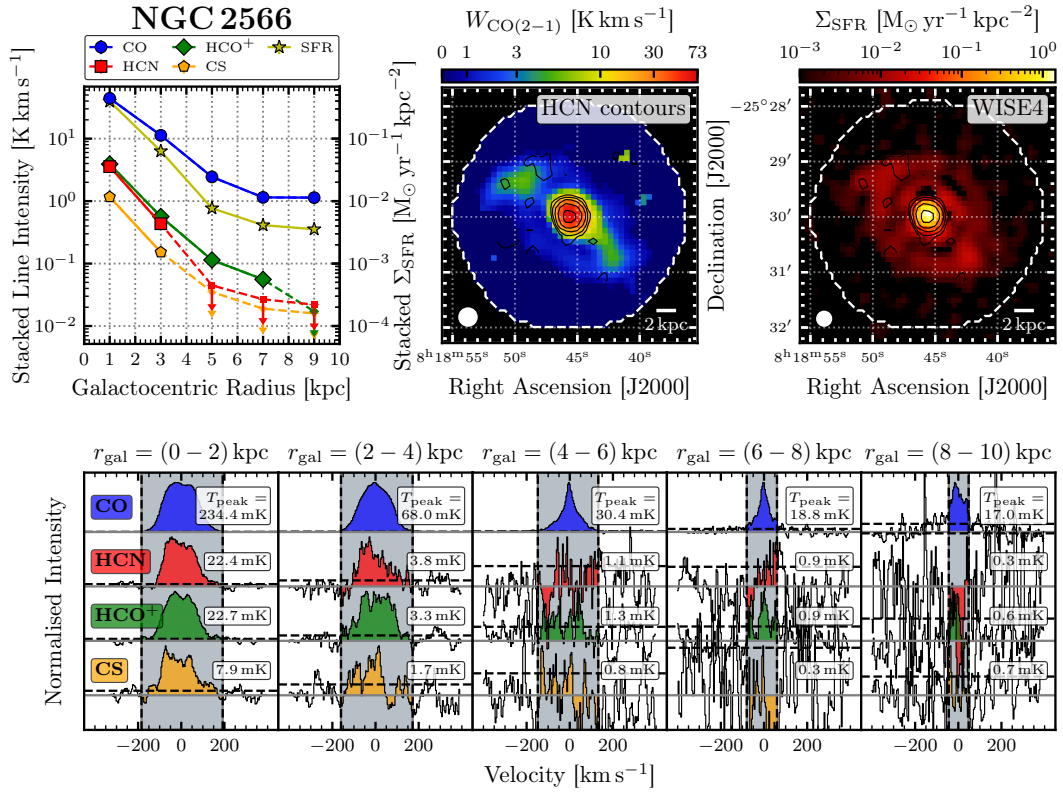 NGC 2566
CO
HCO+
SFR
HCN
CS
Stacked Line Intensity [K km s−1]
10^1
10^0
10^−1
10^−2
10^−1
10^−2
10^−3
10^−4
Stacked ΣSFR [M⊙ yr−1 kpc−2]
0 1 2 3 4 5 6 7 8 9 10
Galactocentric Radius [kpc]
WCO(2−1) [K km s−1]
0 1 3 10 30 73
HCN contours
2 kpc
8h18m55s 50s 45s 40s
Right Ascension [J2000]
ΣSFR [M⊙ yr−1 kpc−2]
10^−3 10^−2 10^−1 10^0
WISE4
Declination [J2000]
−25°28′
29′
30′
31′
32′
2 kpc
8h18m55s 50s 45s 40s
Right Ascension [J2000]
rgal = (0 − 2) kpc
rgal = (2 − 4) kpc
rgal = (4 − 6) kpc
rgal = (6 − 8) kpc
rgal = (8 − 10) kpc
Normalised Intensity
CO
Tpeak =
234.4 mK
Tpeak =
68.0 mK
Tpeak =
30.4 mK
Tpeak =
18.8 mK
Tpeak =
17.0 mK
HCN
22.4 mK
3.8 mK
1.1 mK
0.9 mK
0.3 mK
HCO+
22.7 mK
3.3 mK
1.3 mK
0.9 mK
0.6 mK
CS
7.9 mK
1.7 mK
0.8 mK
0.3 mK
0.7 mK
−200 0 200
−200 0 200
−200 0 200
−200 0 200
−200 0 200
Velocity [km s−1]